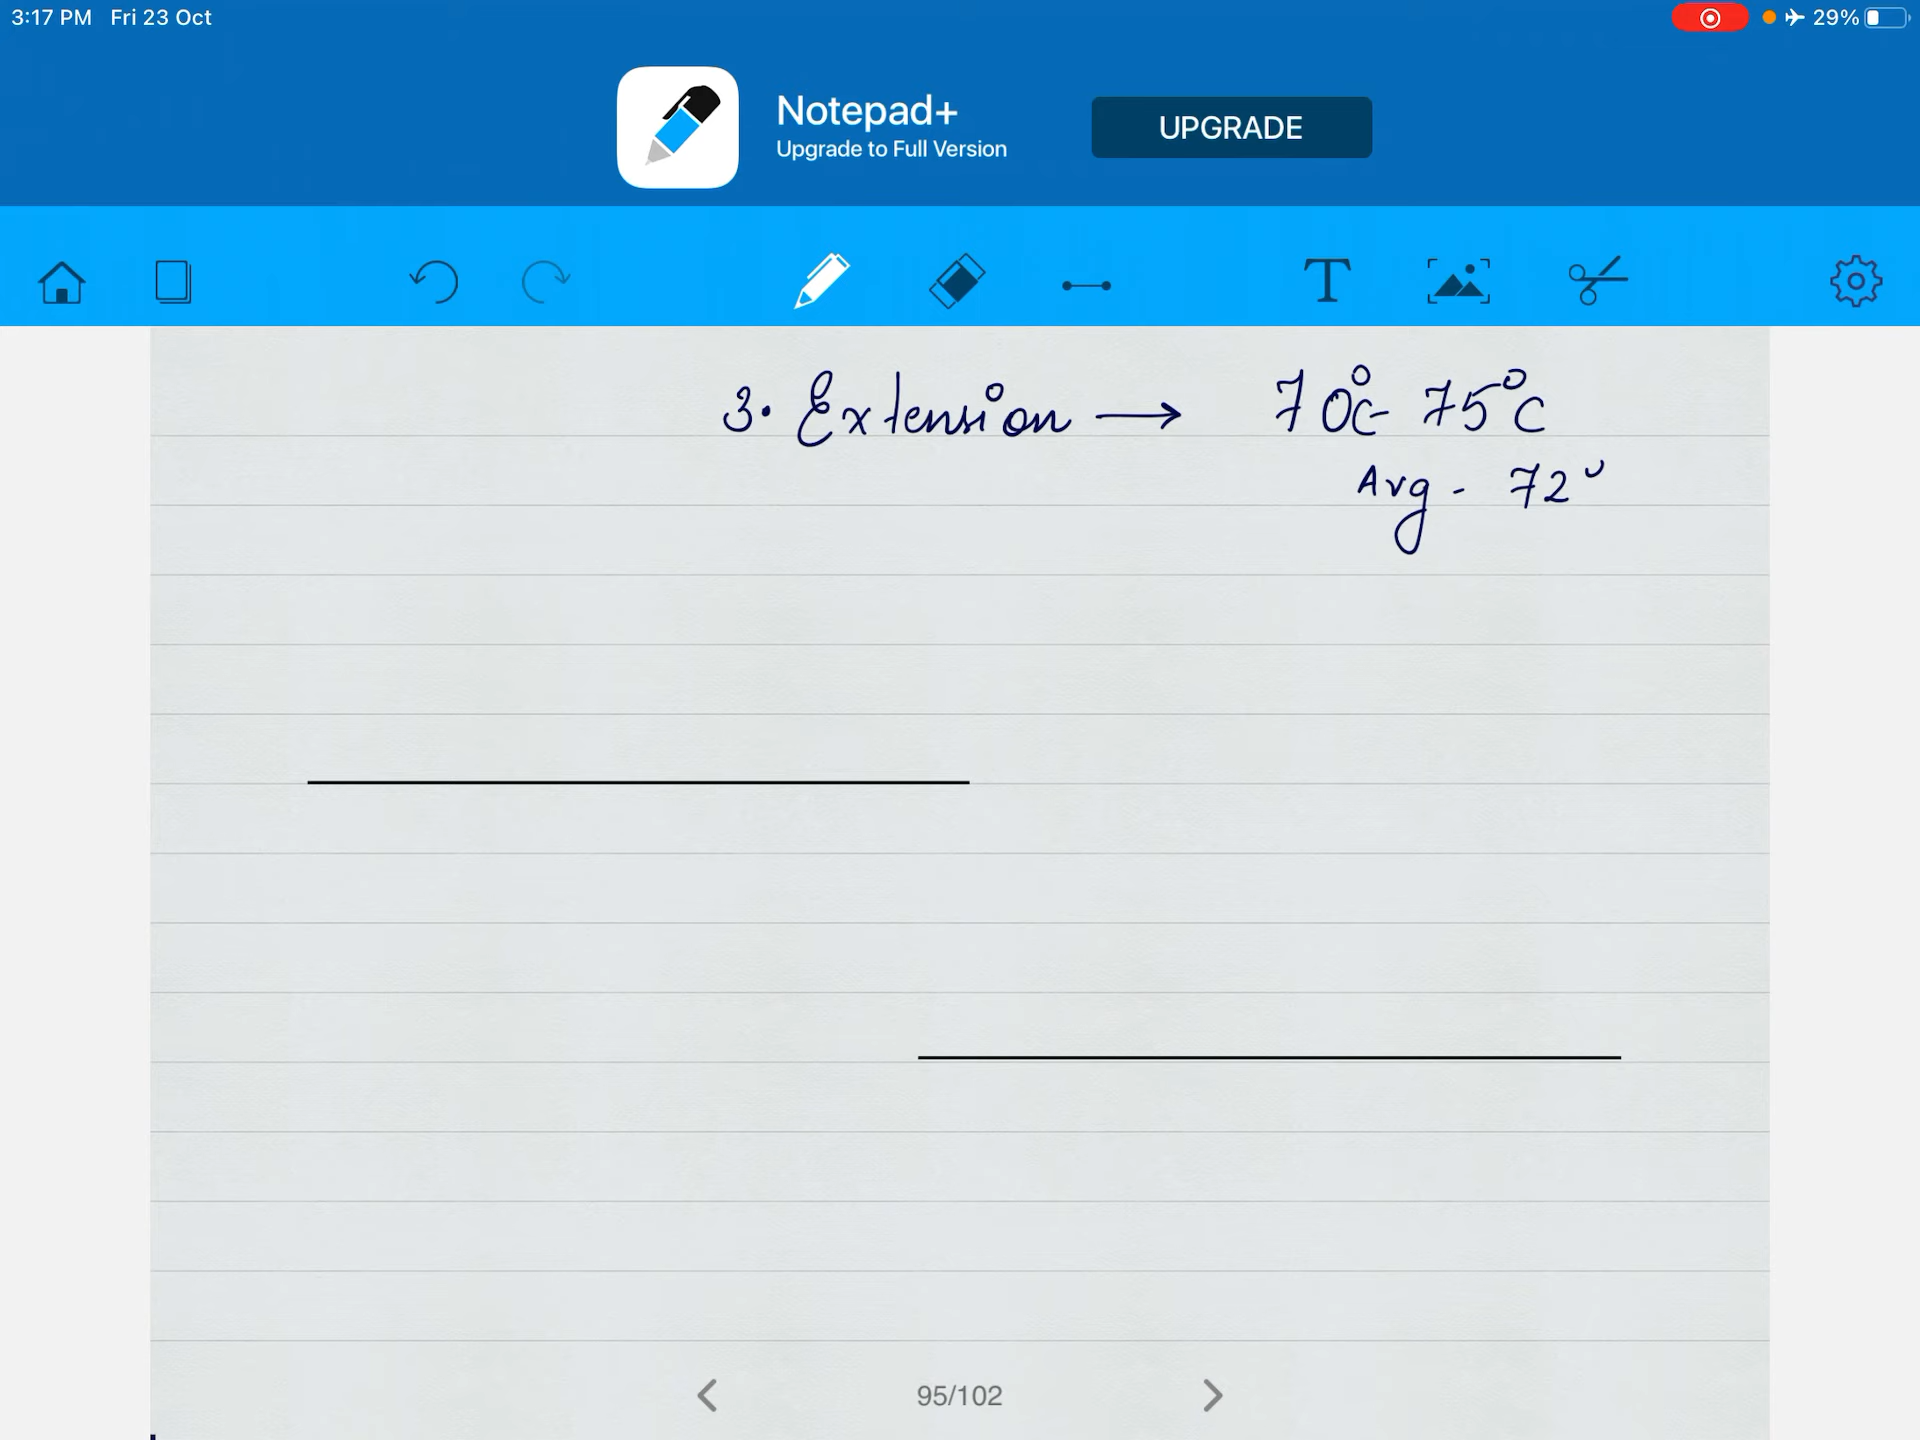 3:17 PM Fri 23 Oct 29%
Notepad+
Upgrade to Full Version
UPGRADE
T
3. Extension → 70°C- 75°C
Avg - 72°
95/102